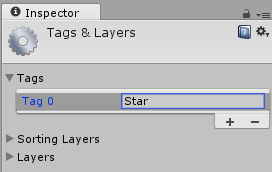 Inspector
Tags & Layers
Tags
Tag 0 Star
Sorting Layers
Layers